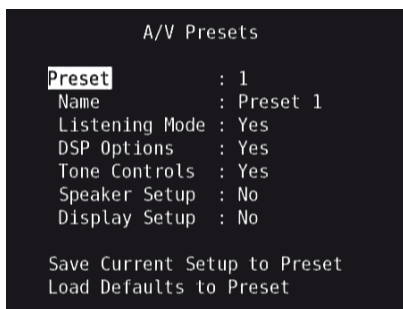 A/V Presets
Preset : 1
Name : Preset 1
Listening Mode : Yes
DSP Options : Yes
Tone Controls : Yes
Speaker Setup : No
Display Setup : No
Save Current Setup to Preset
Load Defaults to Preset